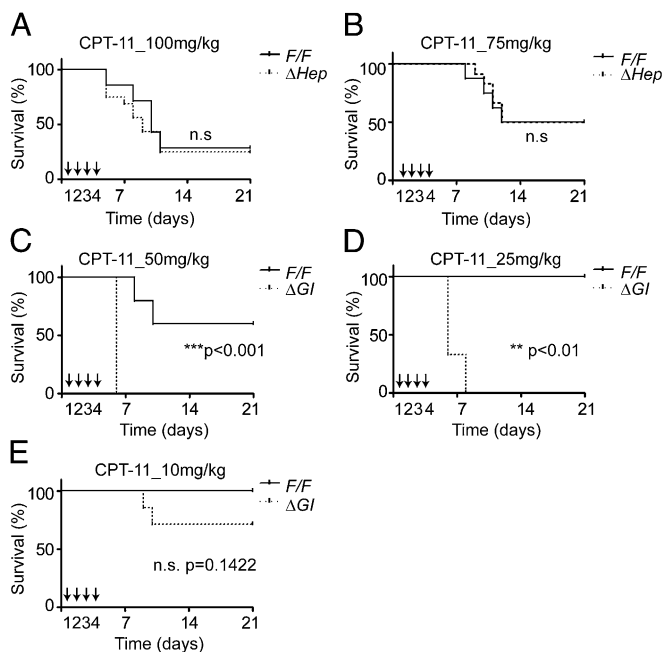 A
CPT-11_100mg/kg
F/F
ΔHep
Survival (%)
100
50
0
n.s
1234 7 14 21
Time (days)
B
CPT-11_75mg/kg
F/F
ΔHep
Survival (%)
100
50
0
n.s
1234 7 14 21
Time (days)
C
CPT-11_50mg/kg
F/F
ΔGI
Survival (%)
100
50
0
***p<0.001
1234 7 14 21
Time (days)
D
CPT-11_25mg/kg
F/F
ΔGI
Survival (%)
100
50
0
** p<0.01
1234 7 14 21
Time (days)
E
CPT-11_10mg/kg
F/F
ΔGI
Survival (%)
100
50
0
n.s. p=0.1422
1234 7 14 21
Time (days)